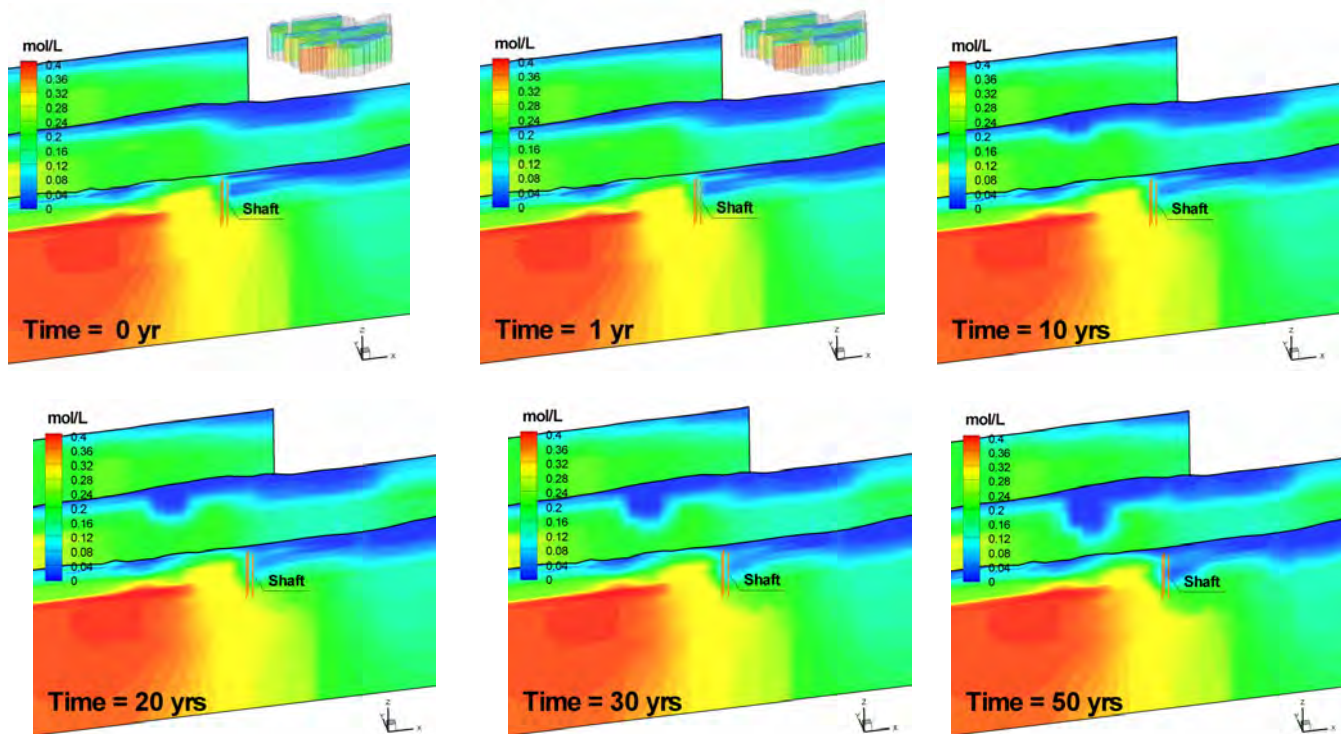 mol/L
0.4
0.36
0.32
0.28
0.24
0.2
0.16
0.12
0.08
0.04
0
Shaft
Time = 0 yr
Z
Y
X
mol/L
0.4
0.36
0.32
0.28
0.24
0.2
0.16
0.12
0.08
0.04
0
Shaft
Time = 1 yr
Z
Y
X
mol/L
0.4
0.36
0.32
0.28
0.24
0.2
0.16
0.12
0.08
0.04
0
Shaft
Time = 10 yrs
Z
Y
X
mol/L
0.4
0.36
0.32
0.28
0.24
0.2
0.16
0.12
0.08
0.04
0
Shaft
Time = 20 yrs
Z
Y
X
mol/L
0.4
0.36
0.32
0.28
0.24
0.2
0.16
0.12
0.08
0.04
0
Shaft
Time = 30 yrs
Z
Y
X
mol/L
0.4
0.36
0.32
0.28
0.24
0.2
0.16
0.12
0.08
0.04
0
Shaft
Time = 50 yrs
Z
Y
X